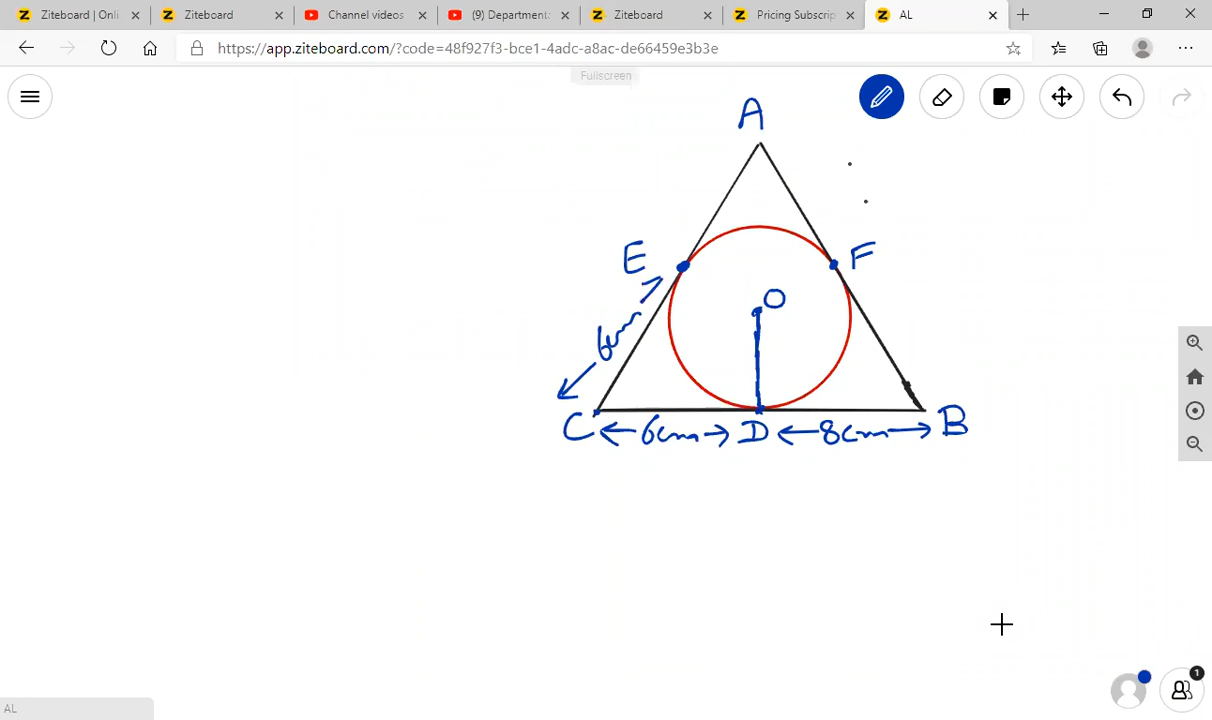 Ziteboard | Onli
Ziteboard
Channel videos
(9) Department
Ziteboard
Pricing Subscrip
AL
https://app.ziteboard.com/?code=48f927f3-bce1-4adc-a8ac-de66459e3b3e
Fullscreen
A
E
F
O
6cm
C
6cm
D
8cm
B
1
AL